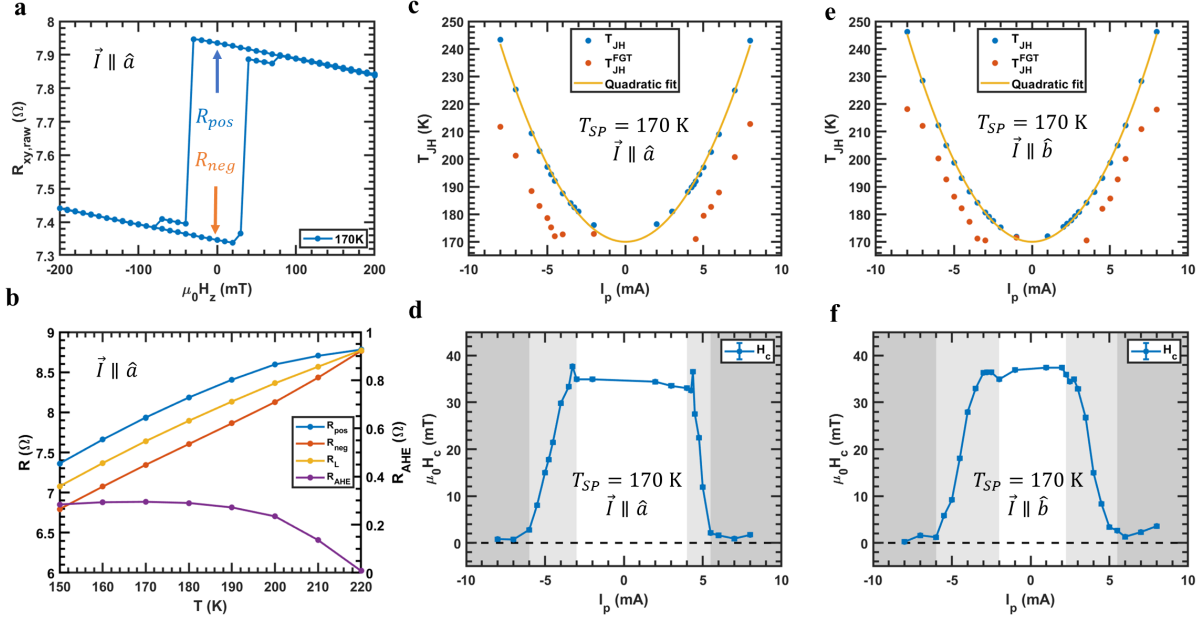 a
I⃗ ∥ â
R_pos
R_neg
170K
R_xy,raw (Ω)
8
7.9
7.8
7.7
7.6
7.5
7.4
7.3
-200 -100 0 100 200
μ₀H_z (mT)
b
I⃗ ∥ â
R_pos
R_neg
R_L
R_AHE
R (Ω)
9
8.5
8
7.5
7
6.5
6
R_AHE (Ω)
1
0.8
0.6
0.4
0.2
0
150 160 170 180 190 200 210 220
T (K)
c
T_JH
T_JH^FGT
Quadratic fit
T_SP = 170 K
I⃗ ∥ â
T_JH (K)
250
240
230
220
210
200
190
180
170
-10 -5 0 5 10
I_p (mA)
d
H_c
T_SP = 170 K
I⃗ ∥ â
μ₀H_c (mT)
40
30
20
10
0
-10 -5 0 5 10
I_p (mA)
e
T_JH
T_JH^FGT
Quadratic fit
T_SP = 170 K
I⃗ ∥ b̂
T_JH (K)
250
240
230
220
210
200
190
180
170
-10 -5 0 5 10
I_p (mA)
f
H_c
T_SP = 170 K
I⃗ ∥ b̂
μ₀H_c (mT)
40
30
20
10
0
-10 -5 0 5 10
I_p (mA)